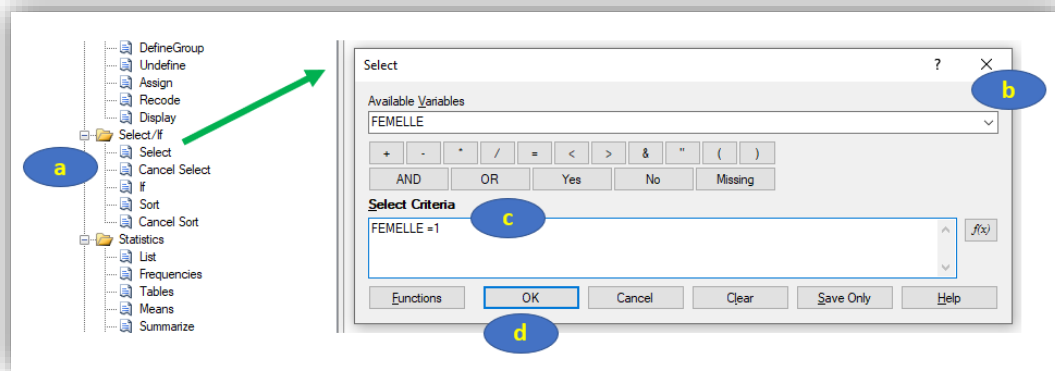 DefineGroup
Undefine
Assign
Recode
Display
Select/If
Select
Cancel Select
If
Sort
Cancel Sort
Statistics
List
Frequencies
Tables
Means
Summarize
a
Select ? ×
b
Available Variables
FEMELLE
+ - * / = < > & " ( )
AND OR Yes No Missing
Select Criteria
c
FEMELLE =1
f(x)
Functions OK Cancel Clear Save Only Help
d